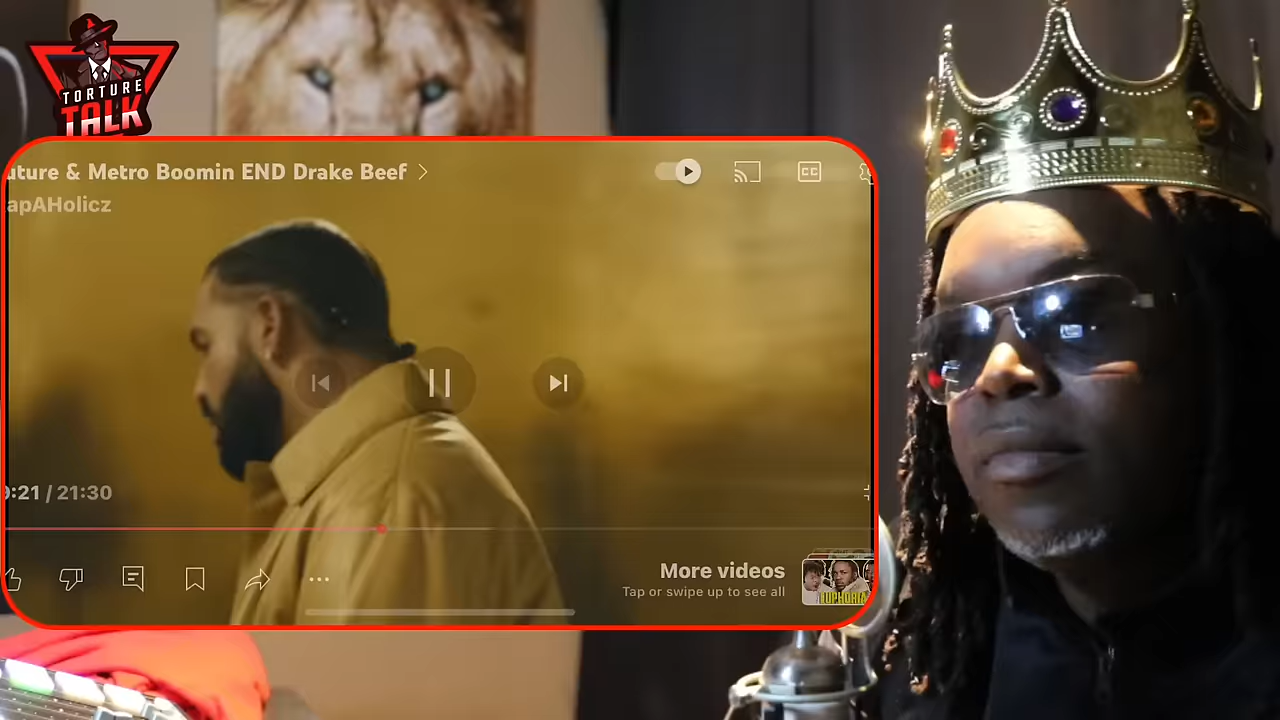 TORTURE
TALK
uture & Metro Boomin END Drake Beef
CC
apAHolicz
:21 / 21:30
More videos
Tap or swipe up to see all
EUPHORIA